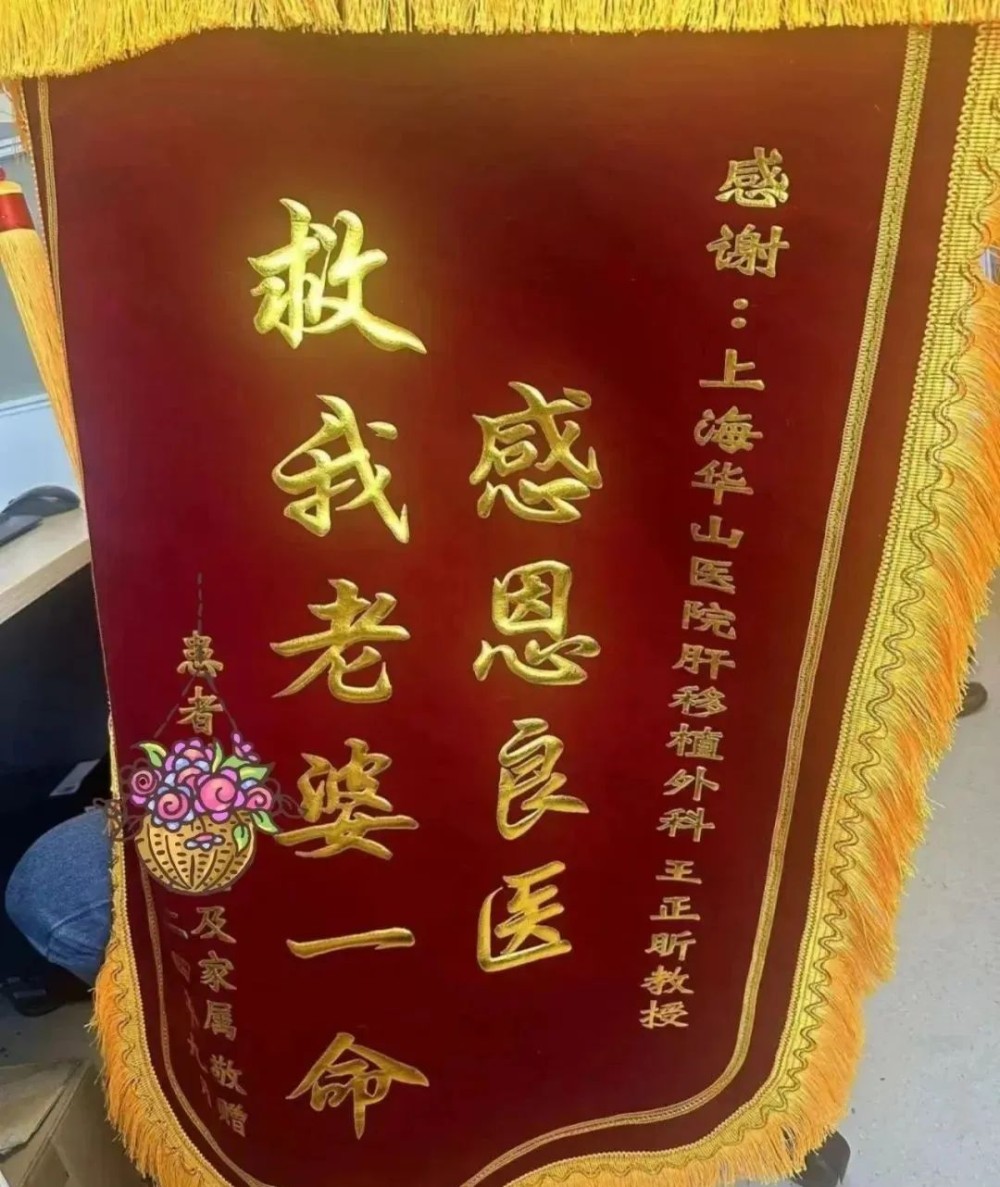 感谢：上海华山医院肝移植外科王正昕教授
感恩良医
救我老婆一命
患者
及家属敬赠